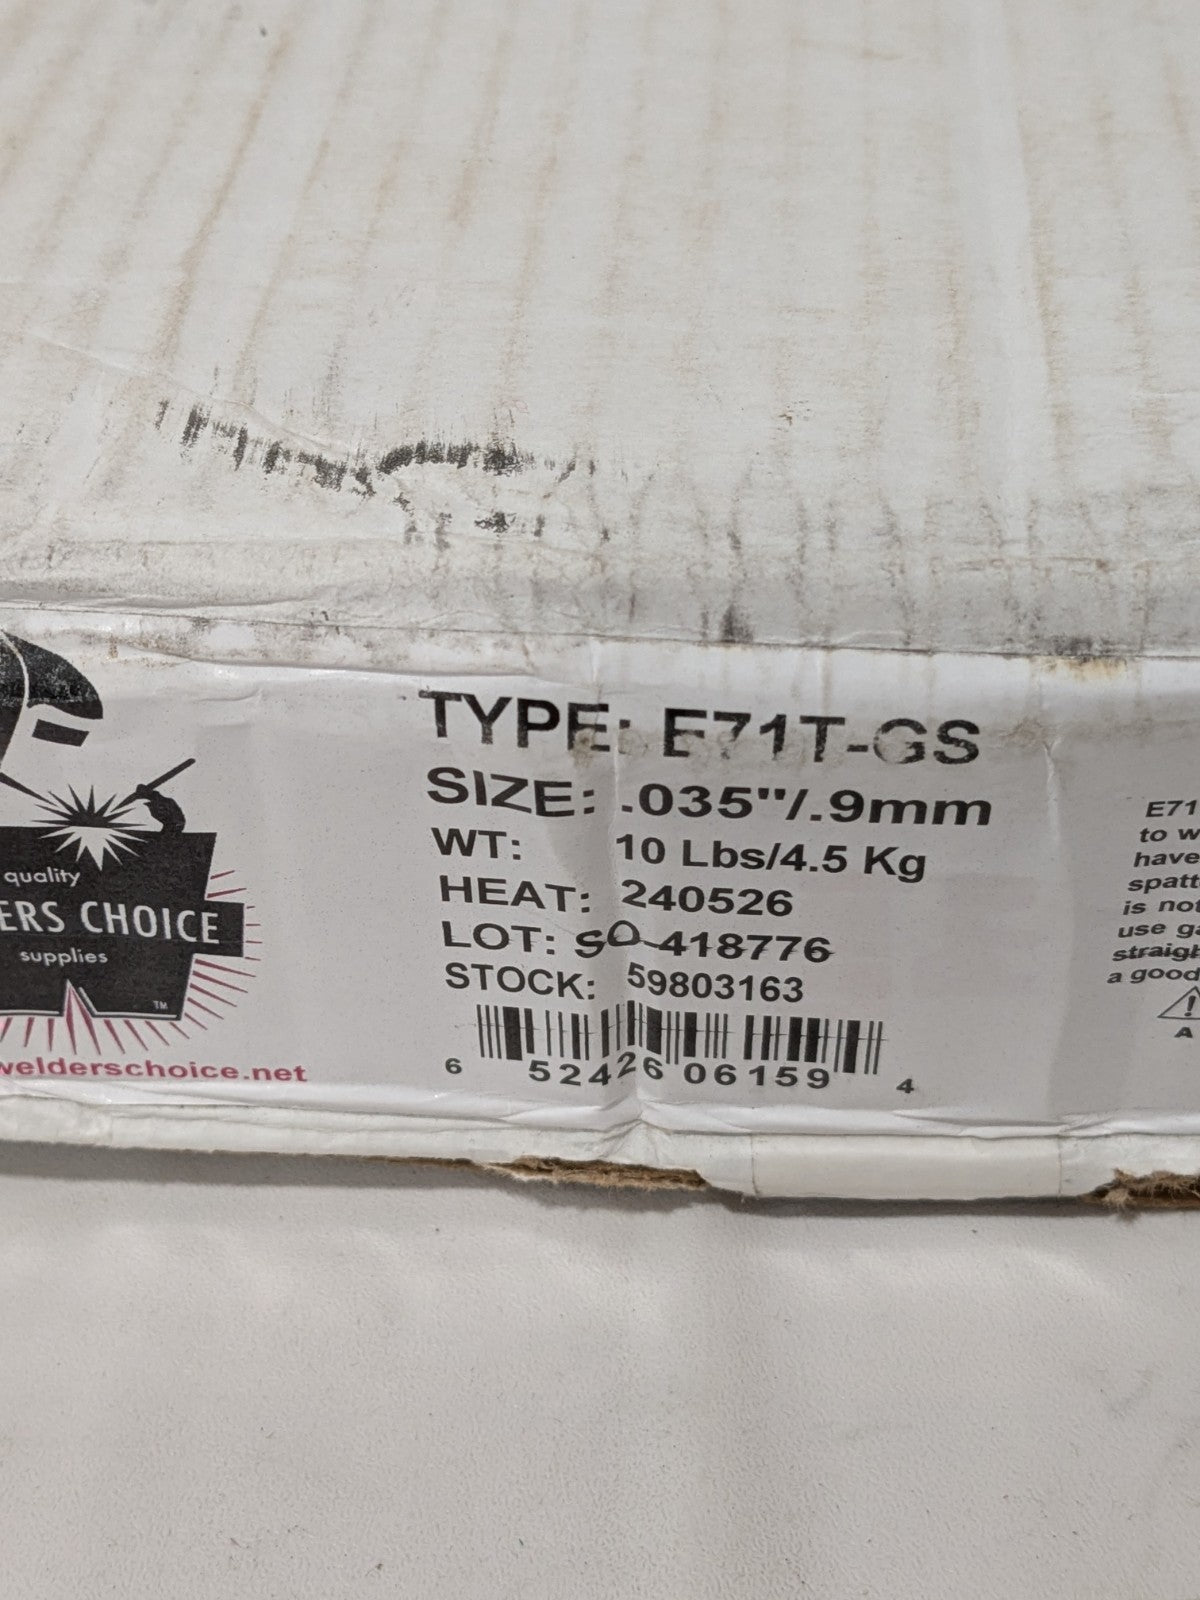 TYPE: E71T-GS
SIZE: .035"/.9mm
WT: 10 Lbs/4.5 Kg
HEAT: 240526
LOT: SO-418776
STOCK: 59803163
6 52426 06159 4
quality
ERS CHOICE
supplies
TM
welderschoice.net
E71
to w
have
spatt
is not
use ga
straigh
a good
!
A